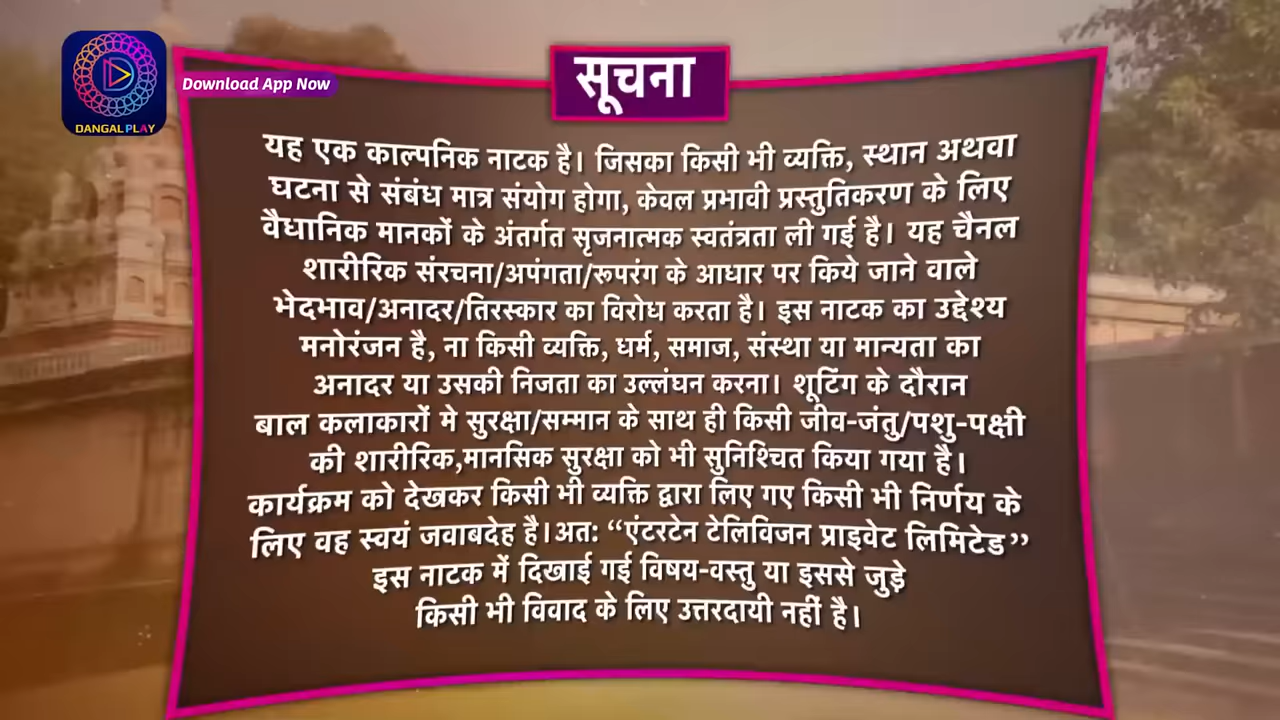 सूचना
DANGAL PLAY
Download App Now
यह एक काल्पनिक नाटक है। जिसका किसी भी व्यक्ति, स्थान अथवा
घटना से संबंध मात्र संयोग होगा, केवल प्रभावी प्रस्तुतिकरण के लिए
वैधानिक मानकों के अंतर्गत सृजनात्मक स्वतंत्रता ली गई है। यह चैनल
शारीरिक संरचना/अपंगता/रूपरंग के आधार पर किये जाने वाले
भेदभाव/अनादर/तिरस्कार का विरोध करता है। इस नाटक का उद्देश्य
मनोरंजन है, ना किसी व्यक्ति, धर्म, समाज, संस्था या मान्यता का
अनादर या उसकी निजता का उल्लंघन करना। शूटिंग के दौरान
बाल कलाकारों मे सुरक्षा/सम्मान के साथ ही किसी जीव-जंतु/पशु-पक्षी
की शारीरिक,मानसिक सुरक्षा को भी सुनिश्चित किया गया है।
कार्यक्रम को देखकर किसी भी व्यक्ति द्वारा लिए गए किसी भी निर्णय के
लिए वह स्वयं जवाबदेह है।अत: “एंटरटेन टेलिविजन प्राइवेट लिमिटेड”
इस नाटक में दिखाई गई विषय-वस्तु या इससे जुड़े
किसी भी विवाद के लिए उत्तरदायी नहीं है।